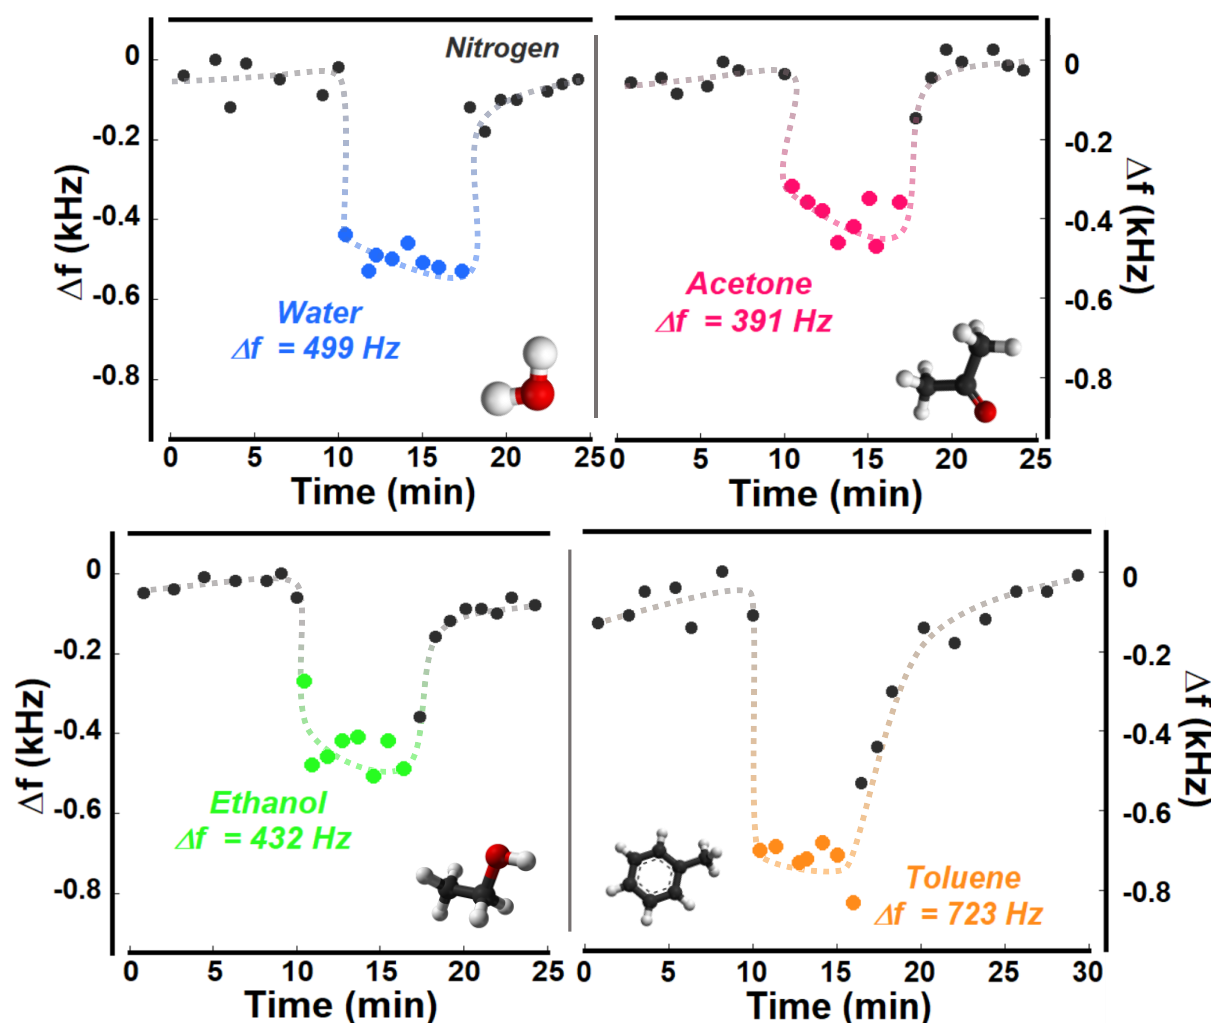 Nitrogen
0
-0.2
-0.4
-0.6
-0.8
Δf (kHz)
Water
Δf = 499 Hz
0 5 10 15 20 25
Time (min)
0
-0.2
-0.4
-0.6
-0.8
Δf (kHz)
Acetone
Δf = 391 Hz
0 5 10 15 20 25
Time (min)
0
-0.2
-0.4
-0.6
-0.8
Δf (kHz)
Ethanol
Δf = 432 Hz
0 5 10 15 20 25
Time (min)
0
-0.2
-0.4
-0.6
-0.8
Δf (kHz)
Toluene
Δf = 723 Hz
0 5 10 15 20 25 30
Time (min)